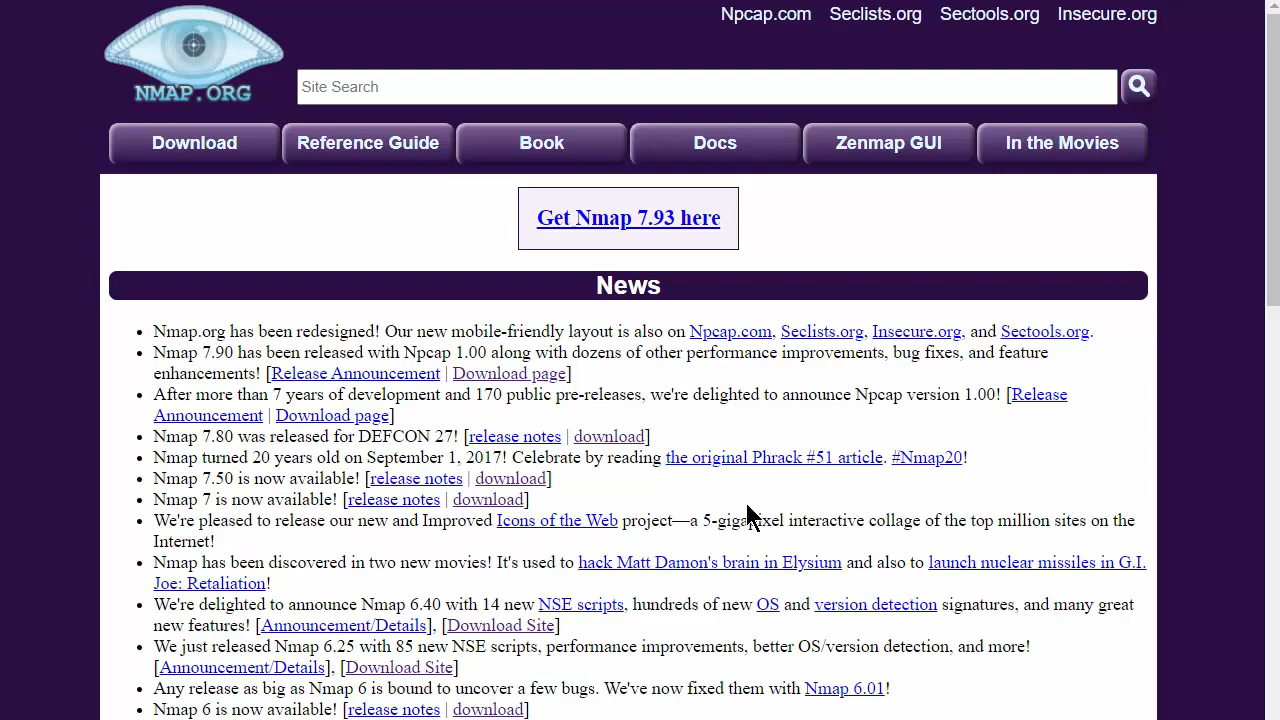 Npcap.com Seclists.org Sectools.org Insecure.org
NMAP.ORG
Site Search
Download Reference Guide Book Docs Zenmap GUI In the Movies
Get Nmap 7.93 here
News
Nmap.org has been redesigned! Our new mobile-friendly layout is also on Npcap.com, Seclists.org, Insecure.org, and Sectools.org.
Nmap 7.90 has been released with Npcap 1.00 along with dozens of other performance improvements, bug fixes, and feature
enhancements! [Release Announcement | Download page]
After more than 7 years of development and 170 public pre-releases, we're delighted to announce Npcap version 1.00! [Release
Announcement | Download page]
Nmap 7.80 was released for DEFCON 27! [release notes | download]
Nmap turned 20 years old on September 1, 2017! Celebrate by reading the original Phrack #51 article. #Nmap20!
Nmap 7.50 is now available! [release notes | download]
Nmap 7 is now available! [release notes | download]
We're pleased to release our new and Improved Icons of the Web project—a 5-gigapixel interactive collage of the top million sites on the
Internet!
Nmap has been discovered in two new movies! It's used to hack Matt Damon's brain in Elysium and also to launch nuclear missiles in G.I.
Joe: Retaliation!
We're delighted to announce Nmap 6.40 with 14 new NSE scripts, hundreds of new OS and version detection signatures, and many great
new features! [Announcement/Details], [Download Site]
We just released Nmap 6.25 with 85 new NSE scripts, performance improvements, better OS/version detection, and more!
[Announcement/Details], [Download Site]
Any release as big as Nmap 6 is bound to uncover a few bugs. We've now fixed them with Nmap 6.01!
Nmap 6 is now available! [release notes | download]